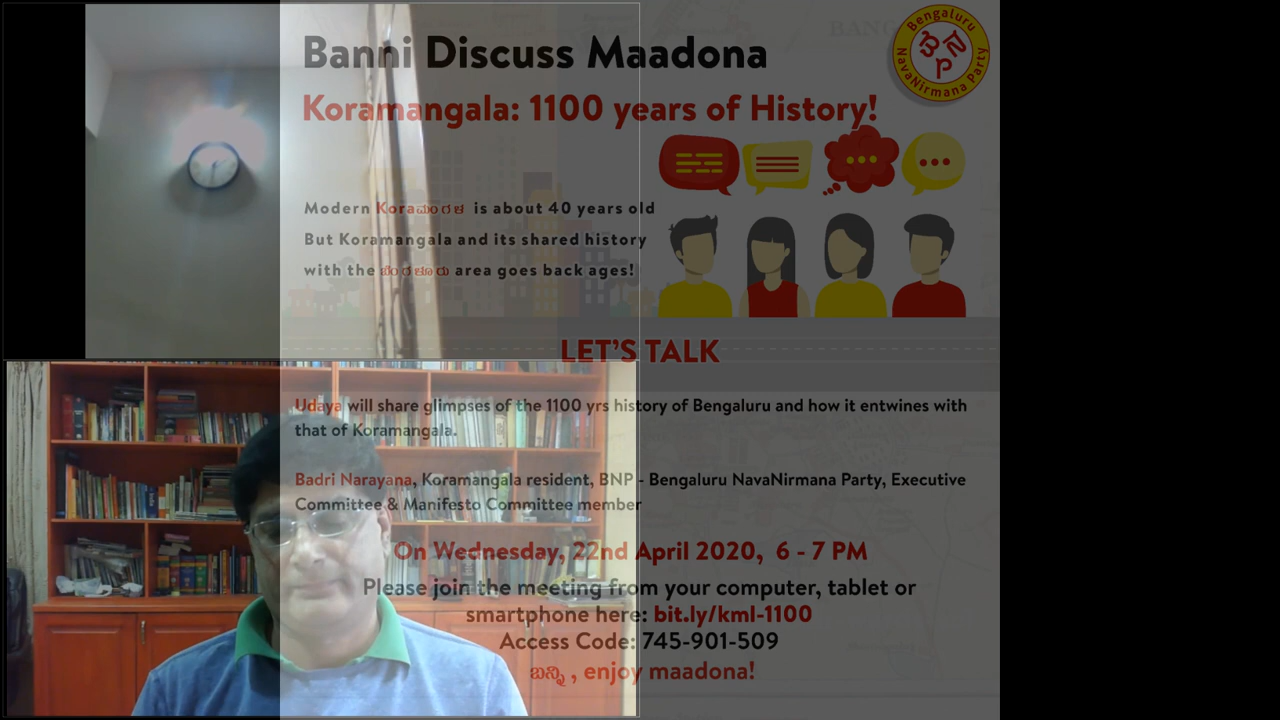 Banni Discuss Maadona
Bengaluru
ವನ
ಪ
NavaNirmana Party
Koramangala: 1100 years of History!
Modern Koraಮಂಗಳ is about 40 years old
But Koramangala and its shared history
with the ಬೆಂಗಳೂರು area goes back ages!
LET'S TALK
Udaya will share glimpses of the 1100 yrs history of Bengaluru and how it entwines with
that of Koramangala.
Badri Narayana, Koramangala resident, BNP - Bengaluru NavaNirmana Party, Executive
Committee & Manifesto Committee member
On Wednesday, 22nd April 2020, 6 - 7 PM
Please join the meeting from your computer, tablet or
smartphone here: bit.ly/kml-1100
Access Code: 745-901-509
ಬನ್ನಿ , enjoy maadona!